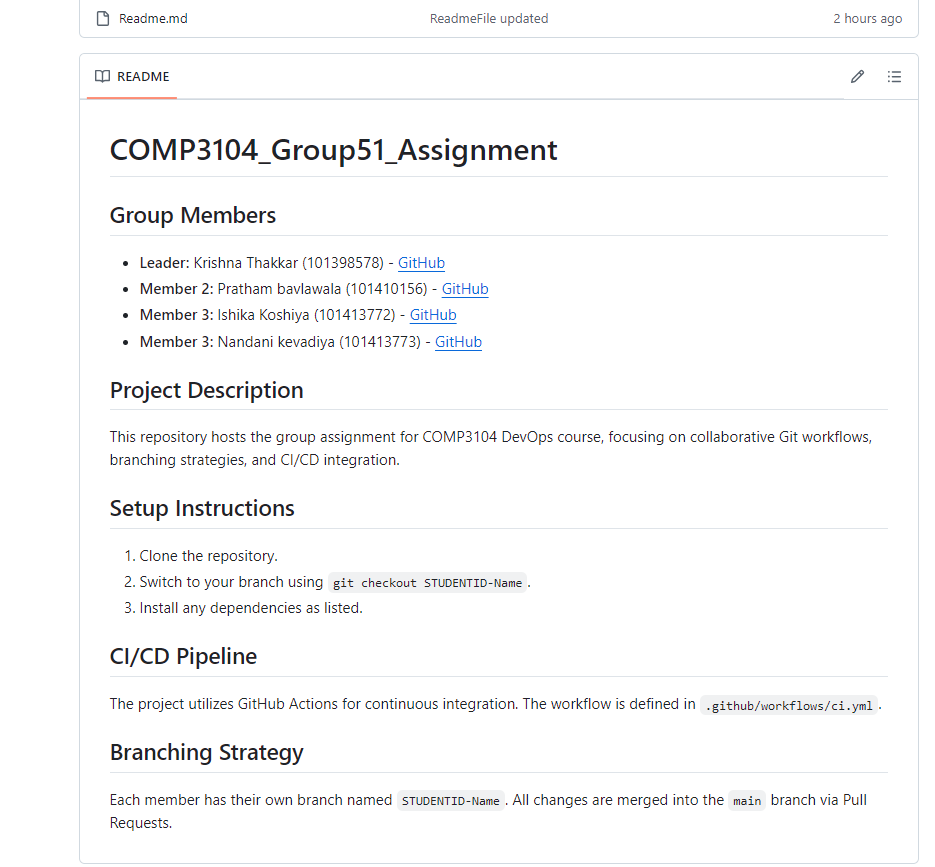 Readme.md ReadmeFile updated 2 hours ago
README
COMP3104_Group51_Assignment
Group Members
Leader: Krishna Thakkar (101398578) - GitHub
Member 2: Pratham bavlawala (101410156) - GitHub
Member 3: Ishika Koshiya (101413772) - GitHub
Member 3: Nandani kevadiya (101413773) - GitHub
Project Description
This repository hosts the group assignment for COMP3104 DevOps course, focusing on collaborative Git workflows,
branching strategies, and CI/CD integration.
Setup Instructions
1. Clone the repository.
2. Switch to your branch using git checkout STUDENTID-Name.
3. Install any dependencies as listed.
CI/CD Pipeline
The project utilizes GitHub Actions for continuous integration. The workflow is defined in .github/workflows/ci.yml.
Branching Strategy
Each member has their own branch named STUDENTID-Name. All changes are merged into the main branch via Pull
Requests.